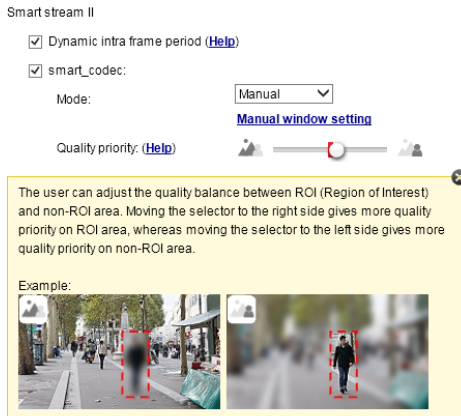 Smart stream II
Dynamic intra frame period (Help)
smart_codec:
Mode:
Manual
Manual window setting
Quality priority: (Help)
The user can adjust the quality balance between ROI (Region of Interest)
and non-ROI area. Moving the selector to the right side gives more quality
priority on ROI area, whereas moving the selector to the left side gives more
quality priority on non-ROI area.
Example: